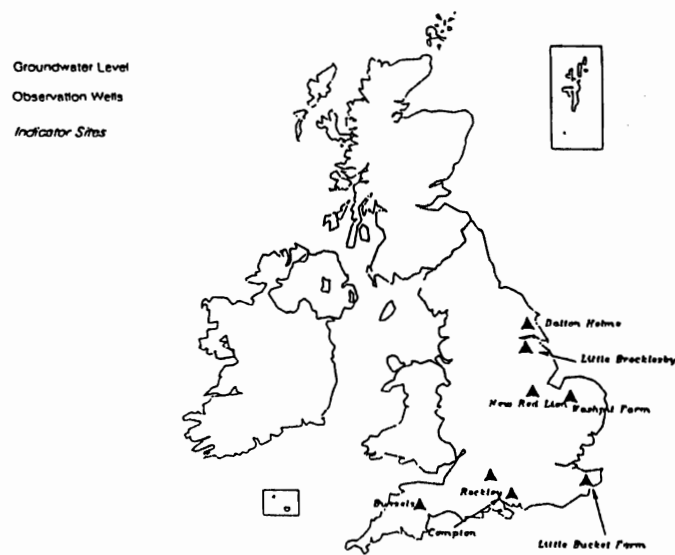 Groundwater Level
Observation Wells
Indicator Sites
Dalton Holme
Little Brocklesby
New Red Lion
Washpit Farm
Rockley
Bussels
Compton
Little Bucket Farm